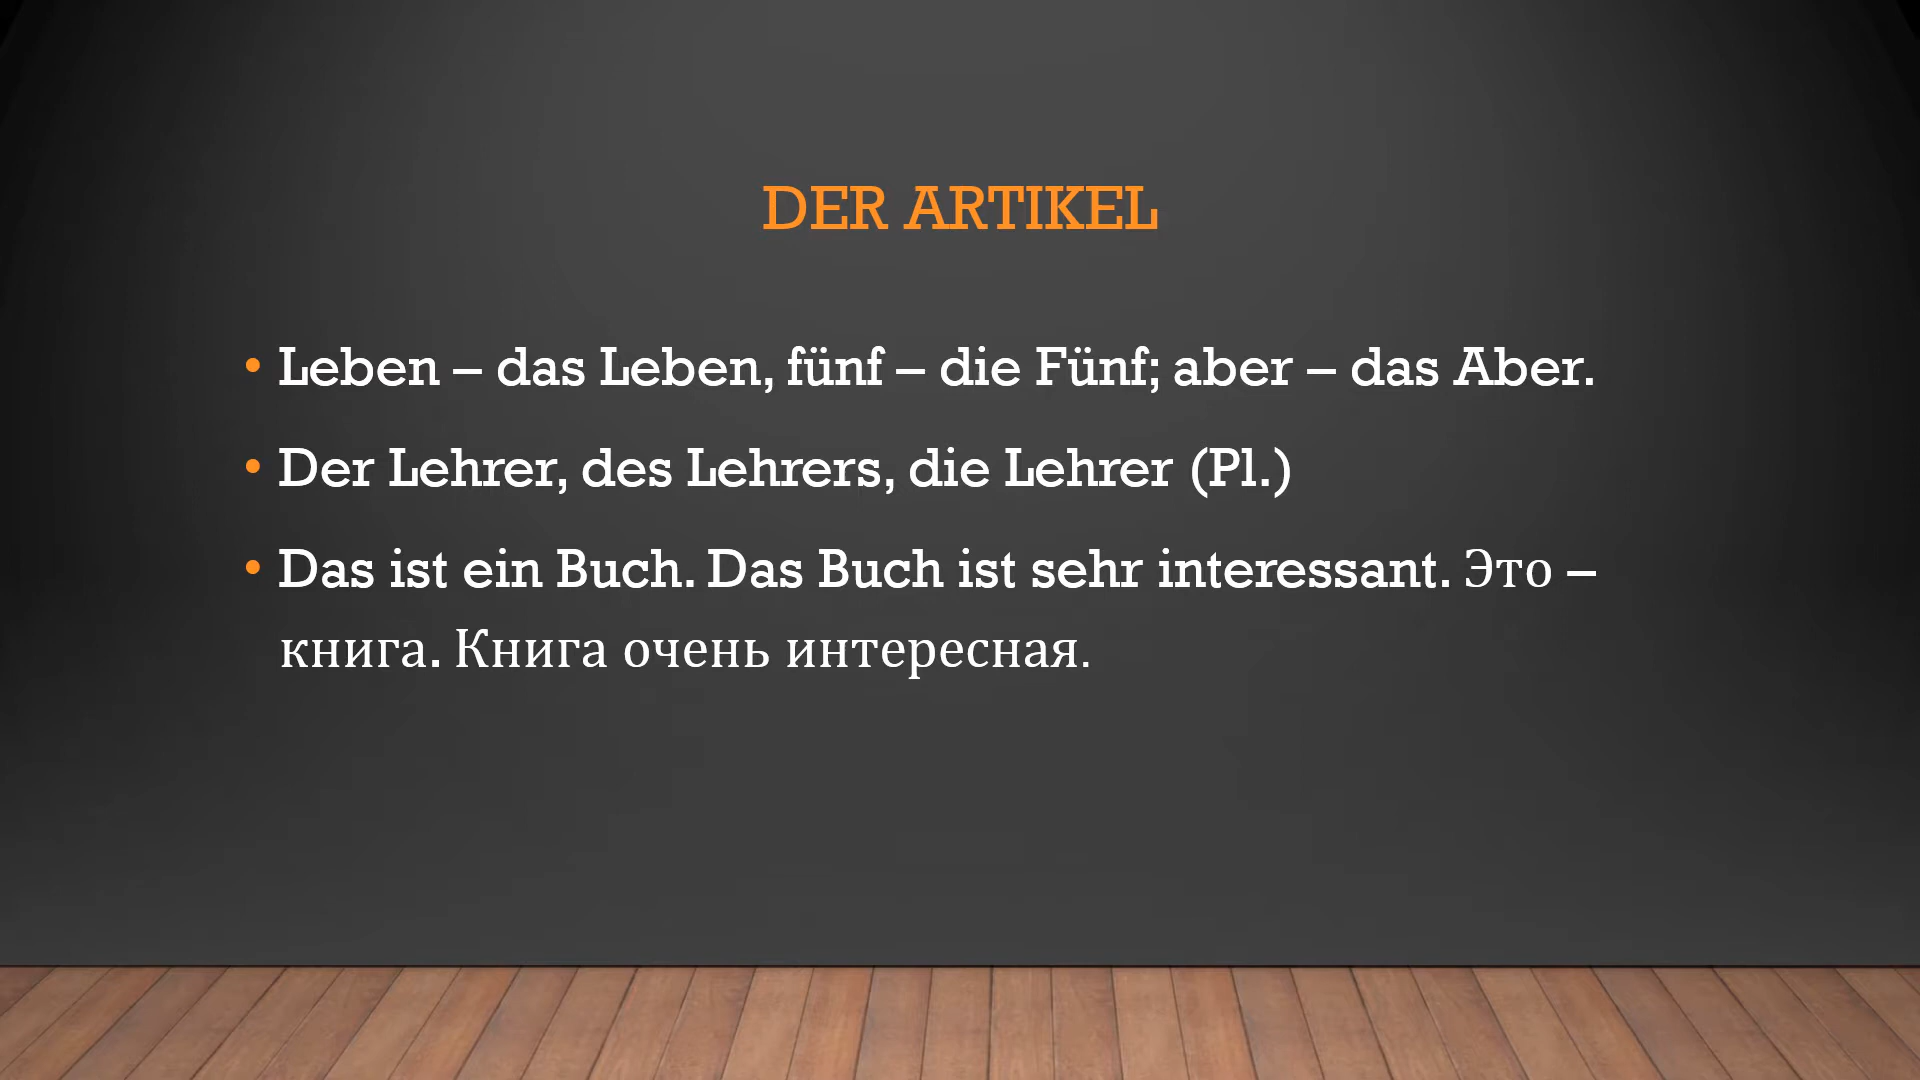 DER ARTIKEL
• Leben – das Leben, fünf – die Fünf; aber – das Aber.
• Der Lehrer, des Lehrers, die Lehrer (Pl.)
• Das ist ein Buch. Das Buch ist sehr interessant. Это –
книга. Книга очень интересная.